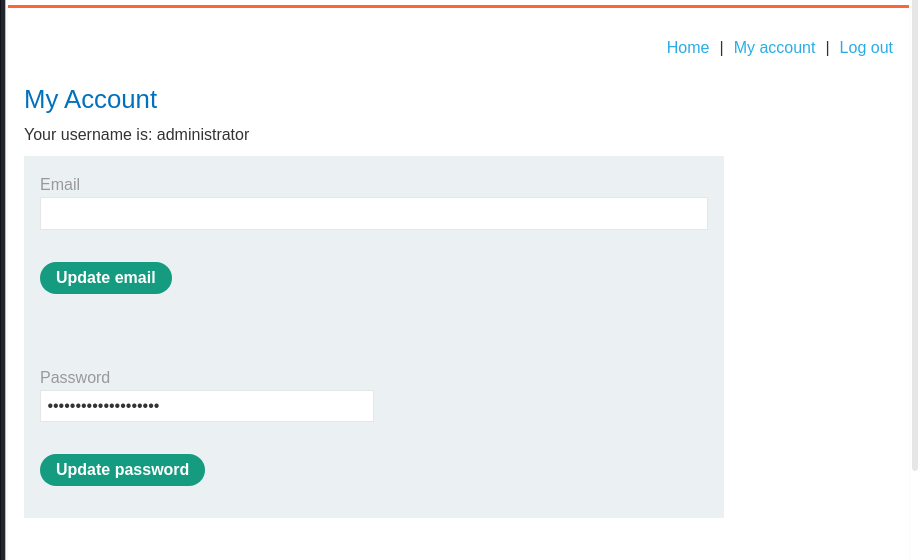 Home | My account | Log out
My Account
Your username is: administrator
Email
Update email
Password
••••••••••••••••••••
Update password